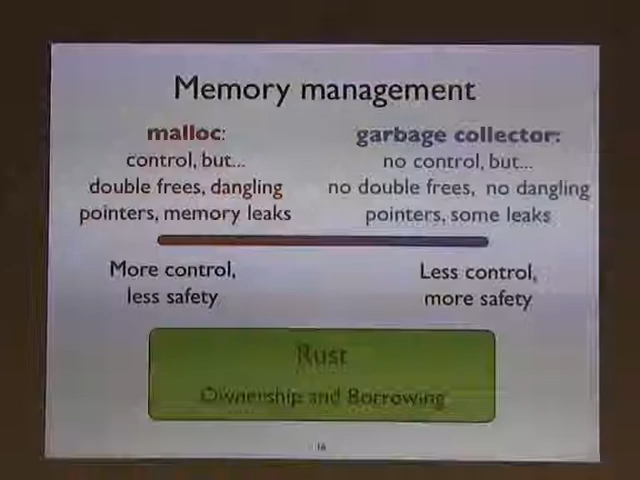 Memory management
malloc:
control, but...
double frees, dangling
pointers, memory leaks
garbage collector:
no control, but...
no double frees, no dangling
pointers, some leaks
More control,
less safety
Less control,
more safety
Rust
Ownership and Borrowing
16